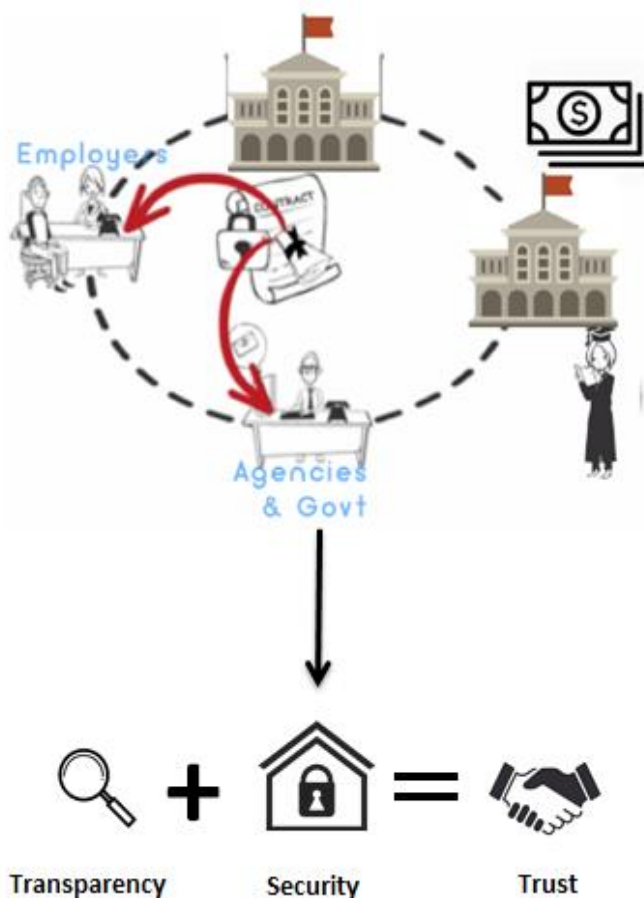 $
Employers
CONTRACT
Agencies
& Govt
+
=
Transparency
Security
Trust